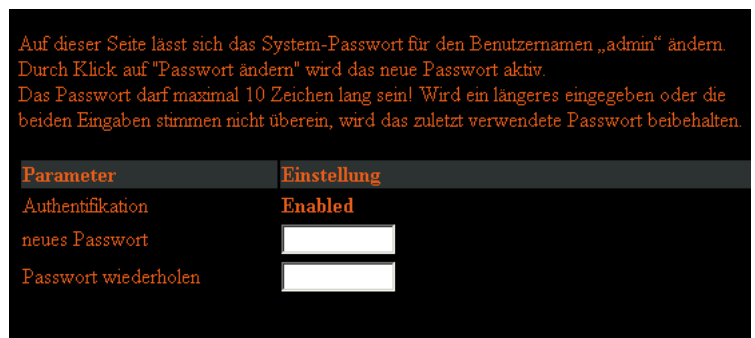 Auf dieser Seite lässt sich das System-Passwort für den Benutzernamen „admin“ ändern.
Durch Klick auf "Passwort ändern" wird das neue Passwort aktiv.
Das Passwort darf maximal 10 Zeichen lang sein! Wird ein längeres eingegeben oder die
beiden Eingaben stimmen nicht überein, wird das zuletzt verwendete Passwort beibehalten.
Parameter Einstellung
Authentifikation Enabled
neues Passwort
Passwort wiederholen